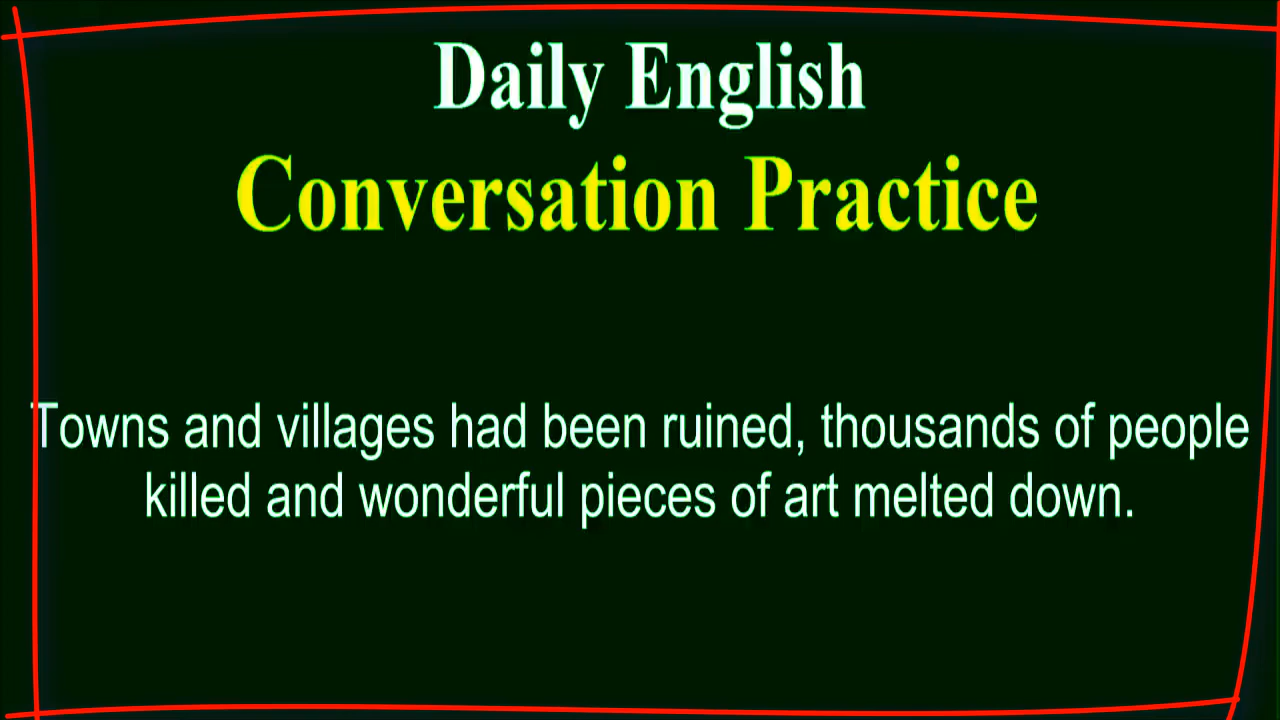 Daily English
Conversation Practice
Towns and villages had been ruined, thousands of people
killed and wonderful pieces of art melted down.